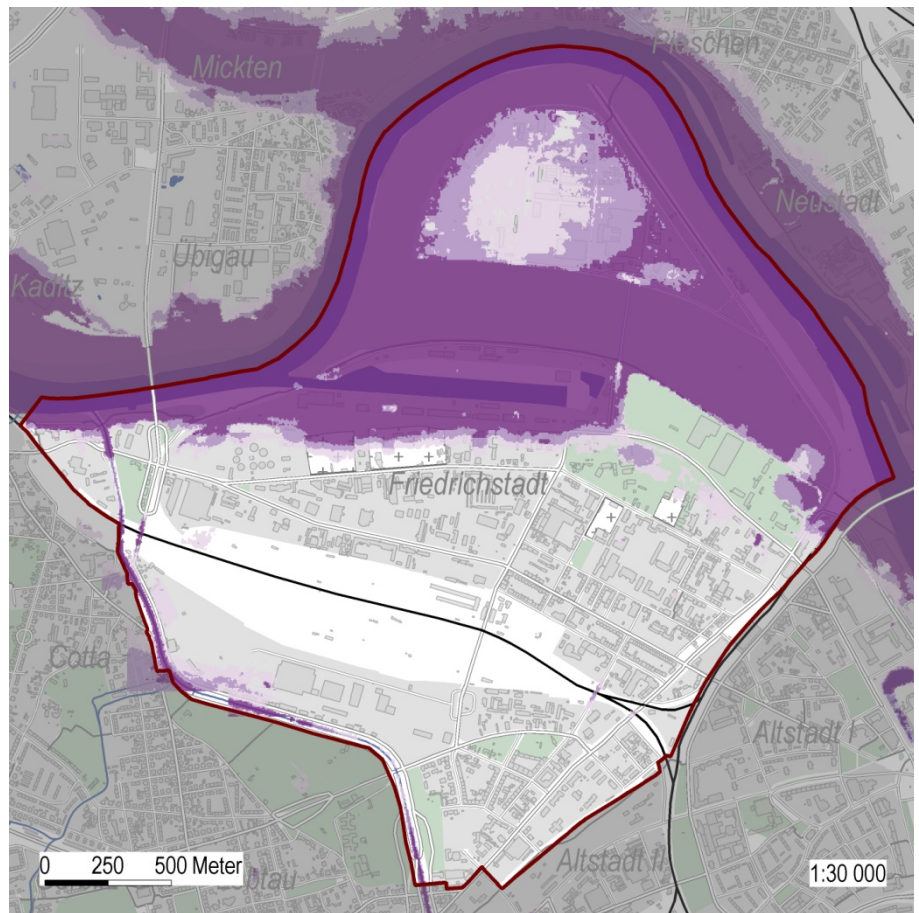 Mickten
Pieschen
Neustadt
Übigau
Kaditz
Friedrichstadt
Cotta
Altstadt I
Altstadt II
0 250 500 Meter
1:30 000